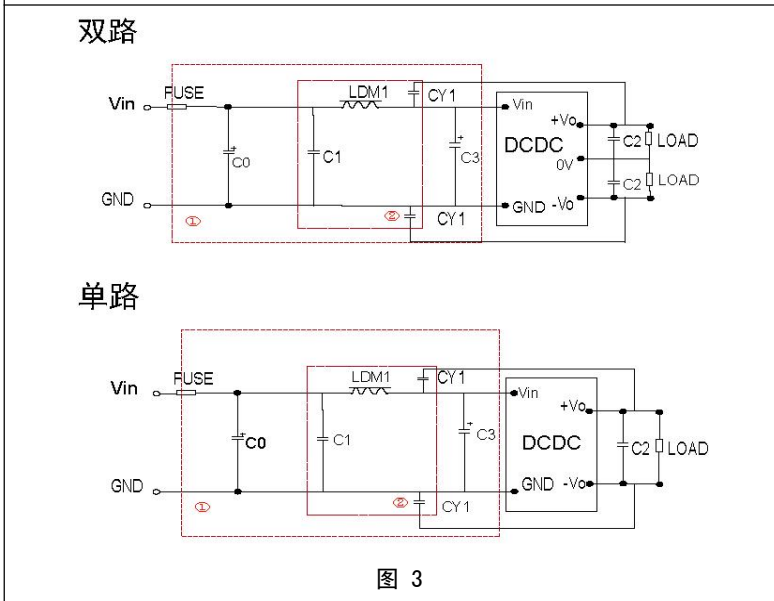 双路
FUSE
LDM1
CY1
Vin
Vin
+Vo
C0
C1
C3
DCDC
C2
LOAD
0V
C2
LOAD
GND
①
②
CY1
GND
-Vo
单路
FUSE
LDM1
CY1
Vin
Vin
+Vo
C0
C1
C3
DCDC
C2
LOAD
GND
①
②
CY1
GND
-Vo
图 3